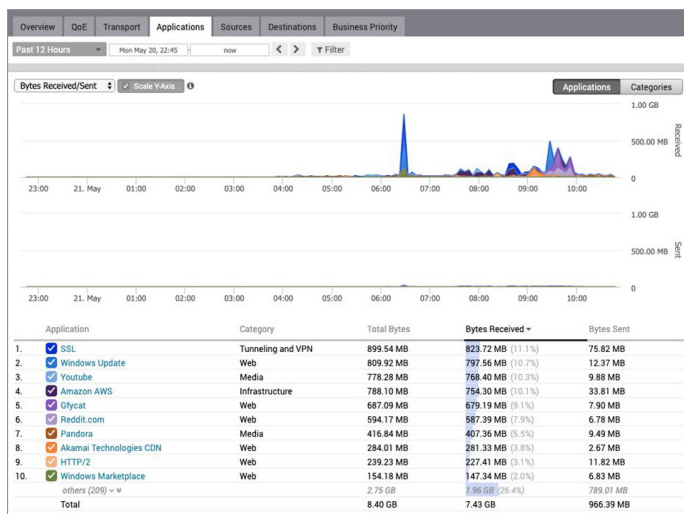 Overview QoE Transport Applications Sources Destinations Business Priority
Past 12 Hours Mon May 20, 22:45 - now < > Filter
Bytes Received/Sent Scale Y-Axis Applications Categories
1.00 GB
500.00 MB
0
Received
23:00 21. May 01:00 02:00 03:00 04:00 05:00 06:00 07:00 08:00 09:00 10:00
1.00 GB
500.00 MB
0
Sent
23:00 21. May 01:00 02:00 03:00 04:00 05:00 06:00 07:00 08:00 09:00 10:00
Application Category Total Bytes Bytes Received Bytes Sent
1. SSL Tunneling and VPN 899.54 MB 823.72 MB (11.1%) 75.82 MB
2. Windows Update Web 809.92 MB 797.56 MB (10.7%) 12.37 MB
3. Youtube Media 778.28 MB 768.40 MB (10.3%) 9.88 MB
4. Amazon AWS Infrastructure 788.10 MB 754.30 MB (10.1%) 33.81 MB
5. Gfycat Web 687.09 MB 679.19 MB (9.1%) 7.90 MB
6. Reddit.com Web 594.17 MB 587.39 MB (7.9%) 6.78 MB
7. Pandora Media 416.84 MB 407.36 MB (5.5%) 9.49 MB
8. Akamai Technologies CDN Web 284.01 MB 281.33 MB (3.8%) 2.67 MB
9. HTTP/2 Web 239.23 MB 227.41 MB (3.1%) 11.82 MB
10. Windows Marketplace Web 154.18 MB 147.34 MB (2.0%) 6.83 MB
others (209) 2.75 GB 1.96 GB (26.4%) 789.01 MB
Total 8.40 GB 7.43 GB 966.39 MB